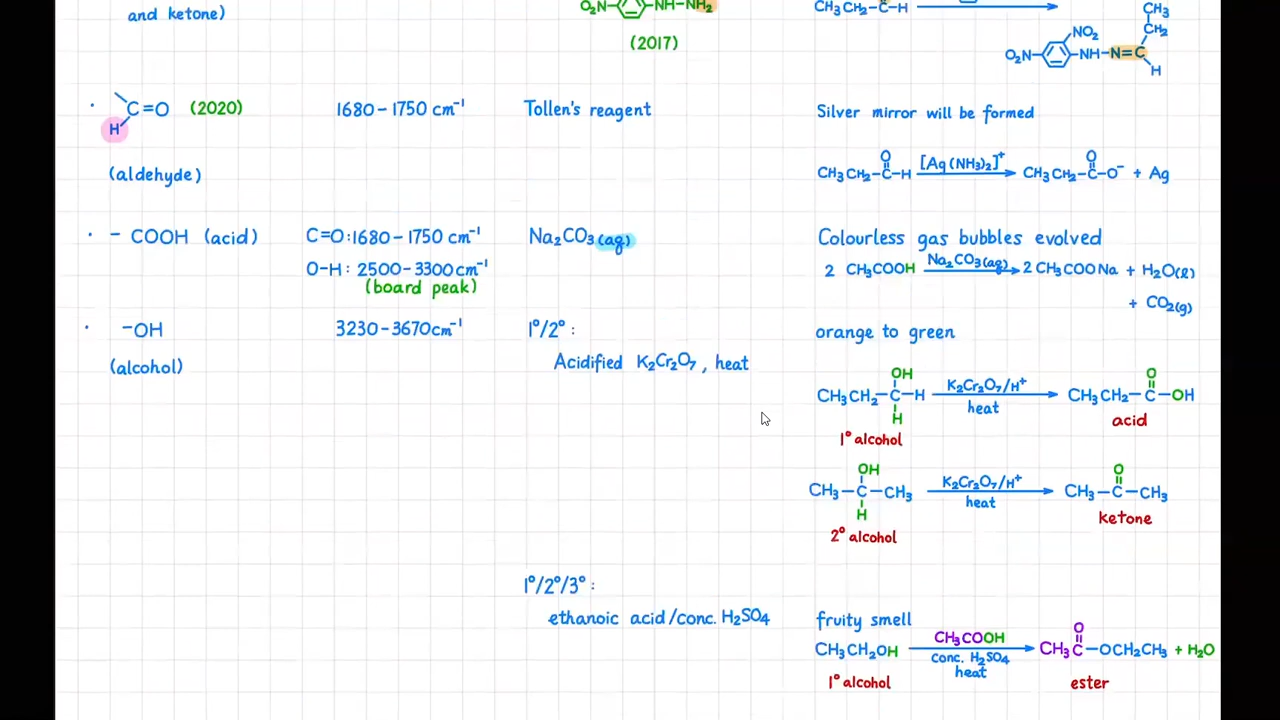 and ketone)
O₂N– –NH–NH₂
(2017)
CH₃CH₂–C–H
CH₃
CH₂
NO₂
O₂N– –NH–N=C
H
C=O (2020)
H
(aldehyde)
1680–1750 cm⁻¹
Tollen's reagent
Silver mirror will be formed
O
CH₃CH₂–C–H
[Ag(NH₃)₂]⁺
O
CH₃CH₂–C–O⁻ + Ag
· – COOH (acid)
C=O:1680–1750 cm⁻¹
O–H: 2500–3300cm⁻¹
(board peak)
Na₂CO₃(aq)
Colourless gas bubbles evolved
2 CH₃COOH
Na₂CO₃(aq)
2 CH₃COONa + H₂O(l)
+ CO₂(g)
· –OH
(alcohol)
3230–3670cm⁻¹
1°/2° :
Acidified K₂Cr₂O₇, heat
orange to green
OH
CH₃CH₂–C–H
H
1° alcohol
K₂Cr₂O₇/H⁺
heat
O
CH₃CH₂–C–OH
acid
OH
CH₃–C–CH₃
H
2° alcohol
K₂Cr₂O₇/H⁺
heat
O
CH₃–C–CH₃
ketone
1°/2°/3° :
ethanoic acid/conc. H₂SO₄
fruity smell
CH₃CH₂OH
1° alcohol
CH₃COOH
conc. H₂SO₄
heat
O
CH₃C–OCH₂CH₃ + H₂O
ester